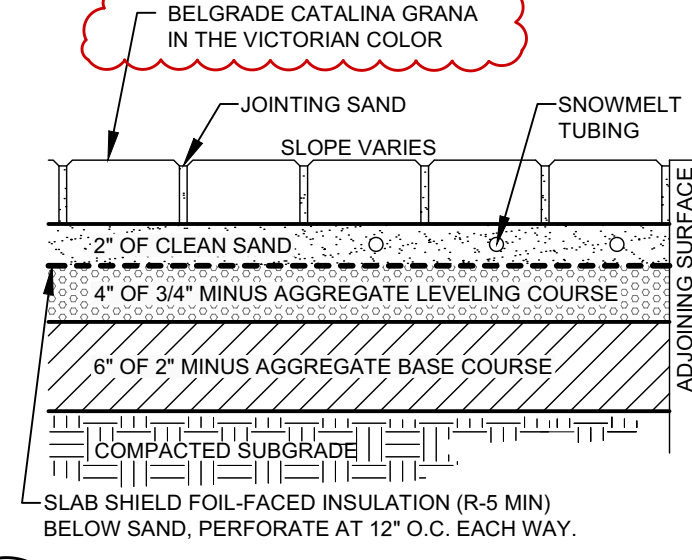 BELGRADE CATALINA GRANA
IN THE VICTORIAN COLOR
JOINTING SAND
SNOWMELT
TUBING
SLOPE VARIES
2" OF CLEAN SAND
4" OF 3/4" MINUS AGGREGATE LEVELING COURSE
6" OF 2" MINUS AGGREGATE BASE COURSE
COMPACTED SUBGRADE
ADJOINING SURFACE
SLAB SHIELD FOIL-FACED INSULATION (R-5 MIN)
BELOW SAND, PERFORATE AT 12" O.C. EACH WAY.